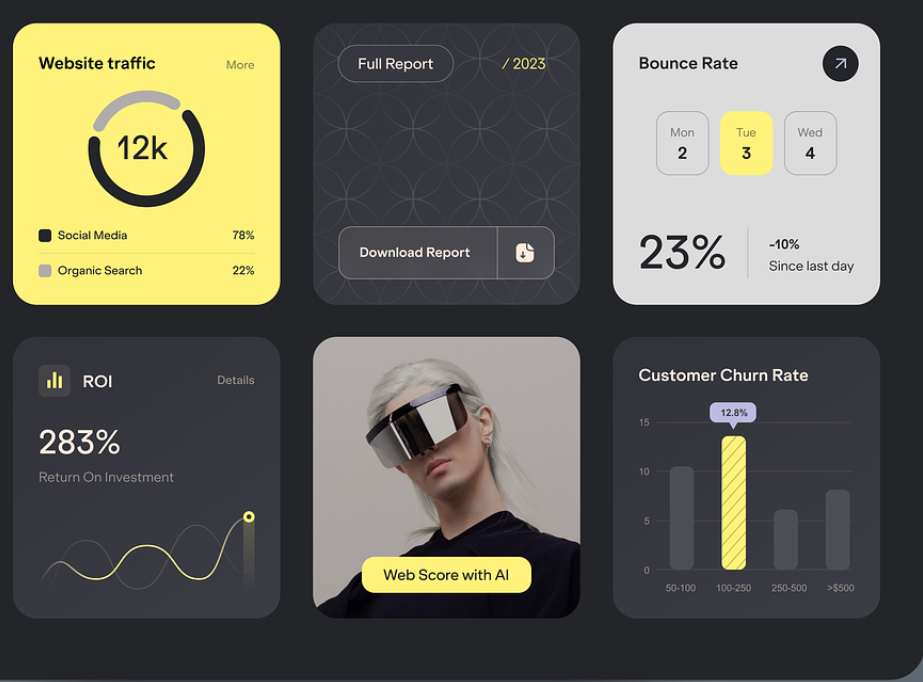 Website traffic
More
12k
Social Media 78%
Organic Search 22%
Full Report
/ 2023
Download Report
Bounce Rate
Mon Tue Wed
2 3 4
23%
-10%
Since last day
ROI
Details
283%
Return On Investment
Web Score with AI
Customer Churn Rate
12.8%
15
10
5
0
50-100 100-250 250-500 >$500